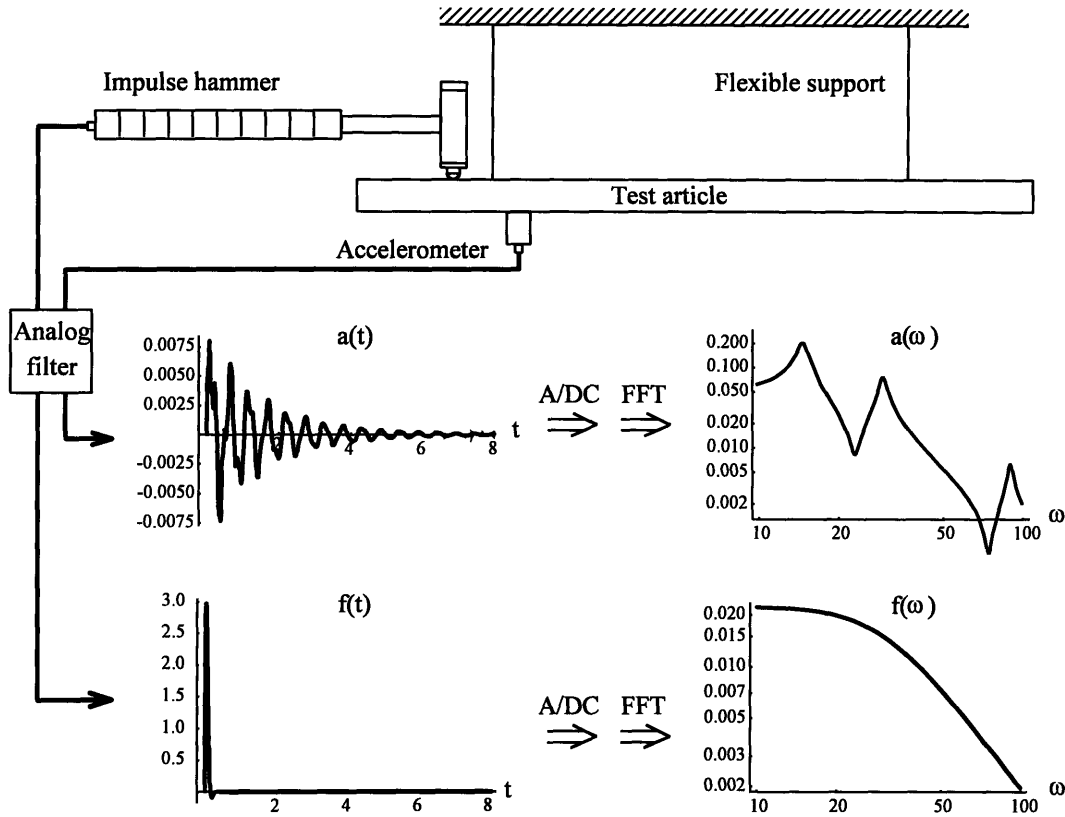 Impulse hammer
Flexible support
Test article
Accelerometer
Analog
filter
a(t)
0.0075
0.0050
0.0025
-0.0025
-0.0050
-0.0075
2
4
6
8
t
A/DC
FFT
a(ω )
0.200
0.100
0.050
0.020
0.010
0.005
0.002
10
20
50
100
ω
f(t)
3.0
2.5
2.0
1.5
1.0
0.5
2
4
6
8
t
A/DC
FFT
f(ω)
0.020
0.015
0.010
0.007
0.005
0.003
0.002
10
20
50
100
ω